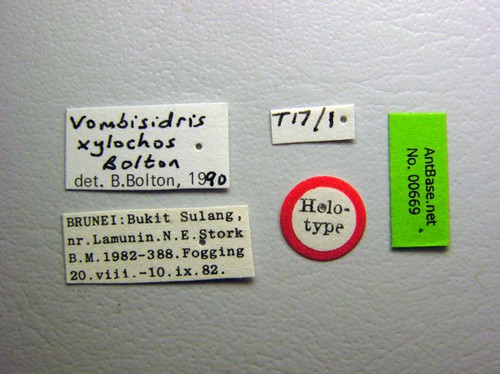 Vombisidris
xylochos
Bolton
det. B.Bolton, 1990
BRUNEI:Bukit Sulang,
nr.Lamunin.N.E.Stork
B.M.1982-388.Fogging
20.viii.-10.ix.82.
T17/1
Holo-
type
AntBase.net
No. 00669